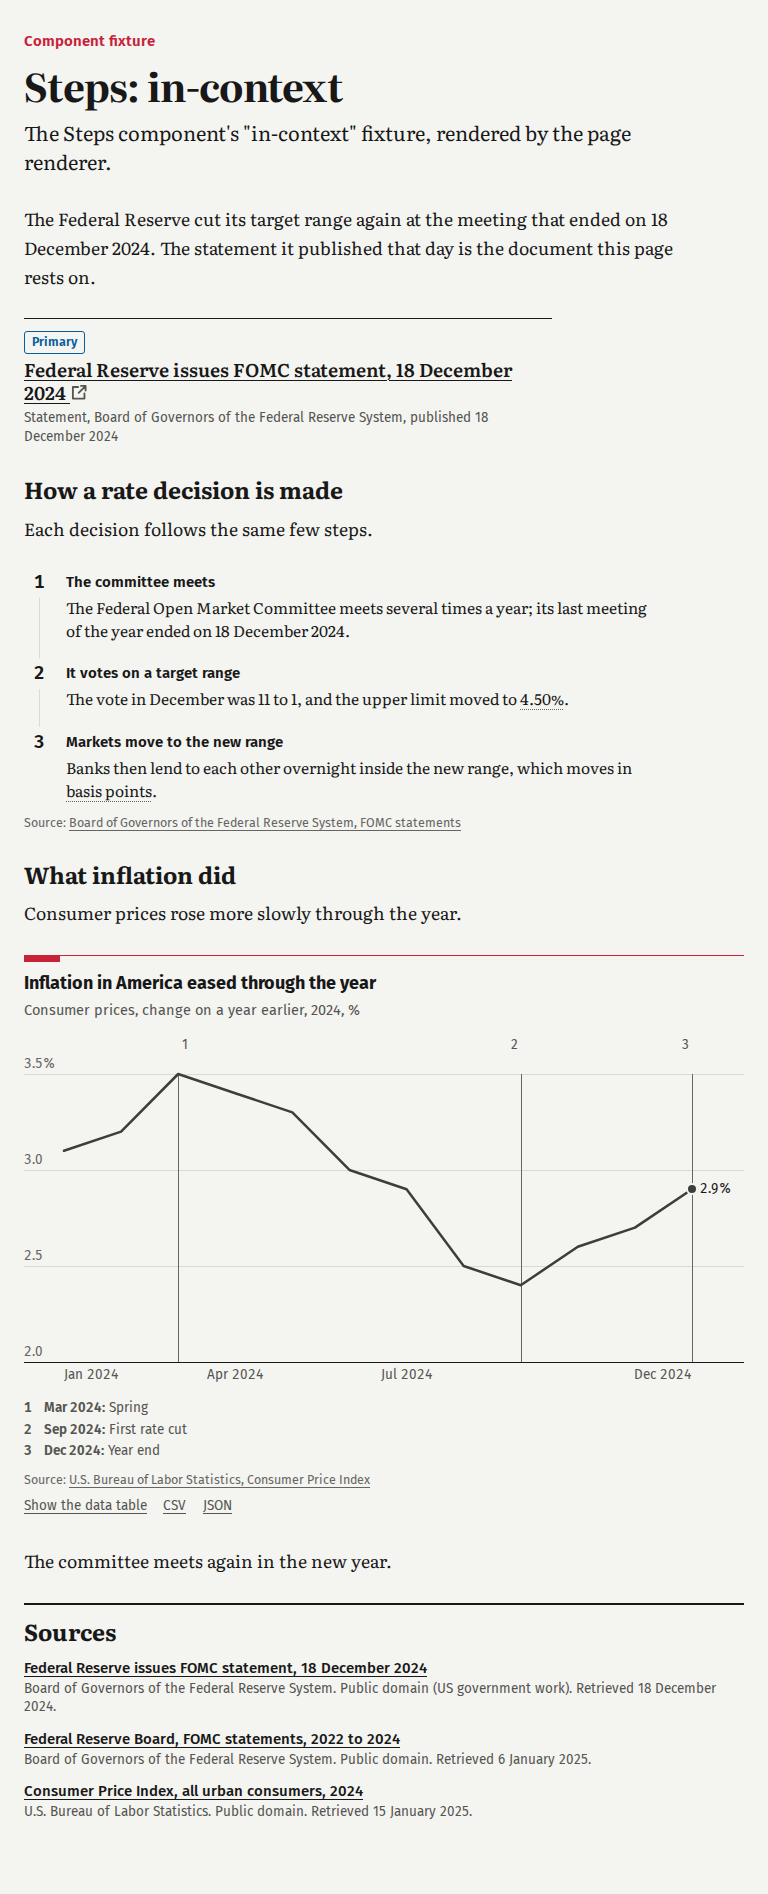 Component fixture
Steps: in-context
The Steps component's "in-context" fixture, rendered by the page
renderer.
The Federal Reserve cut its target range again at the meeting that ended on 18
December 2024. The statement it published that day is the document this page
rests on.
Primary
Federal Reserve issues FOMC statement, 18 December
2024
Statement, Board of Governors of the Federal Reserve System, published 18
December 2024
How a rate decision is made
Each decision follows the same few steps.
1 The committee meets
The Federal Open Market Committee meets several times a year; its last meeting
of the year ended on 18 December 2024.
2 It votes on a target range
The vote in December was 11 to 1, and the upper limit moved to 4.50%.
3 Markets move to the new range
Banks then lend to each other overnight inside the new range, which moves in
basis points.
Source: Board of Governors of the Federal Reserve System, FOMC statements
What inflation did
Consumer prices rose more slowly through the year.
Inflation in America eased through the year
Consumer prices, change on a year earlier, 2024, %
1 2 3
3.5%
3.0
2.9%
2.5
2.0
Jan 2024 Apr 2024 Jul 2024 Dec 2024
1 Mar 2024: Spring
2 Sep 2024: First rate cut
3 Dec 2024: Year end
Source: U.S. Bureau of Labor Statistics, Consumer Price Index
Show the data table CSV JSON
The committee meets again in the new year.
Sources
Federal Reserve issues FOMC statement, 18 December 2024
Board of Governors of the Federal Reserve System. Public domain (US government work). Retrieved 18 December
2024.
Federal Reserve Board, FOMC statements, 2022 to 2024
Board of Governors of the Federal Reserve System. Public domain. Retrieved 6 January 2025.
Consumer Price Index, all urban consumers, 2024
U.S. Bureau of Labor Statistics. Public domain. Retrieved 15 January 2025.